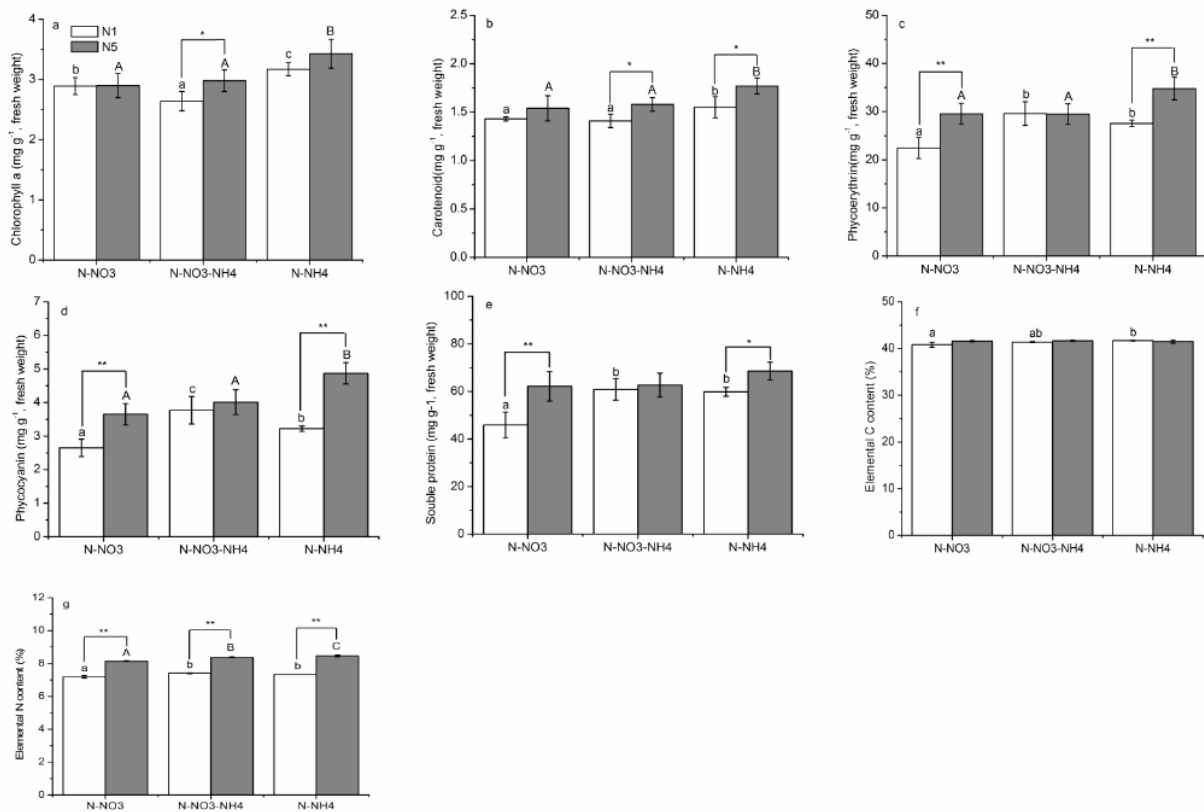 a
N1
N5
Chlorophyll a (mg g-1, fresh weight)
4
3
2
1
0
b
A
*
a
A
c
B
N-NO3
N-NO3-NH4
N-NH4
b
Carotenoid(mg g-1, fresh weight)
2.5
2.0
1.5
1.0
0.5
0.0
a
A
*
a
A
*
b
B
N-NO3
N-NO3-NH4
N-NH4
c
Phycoerythrin(mg g-1, fresh weight)
50
40
30
20
10
0
**
a
A
b
A
**
b
B
N-NO3
N-NO3-NH4
N-NH4
d
Phycocyanin (mg g-1, fresh weight)
7
6
5
4
3
2
1
0
**
a
A
c
A
**
b
B
N-NO3
N-NO3-NH4
N-NH4
e
Souble protein (mg g-1, fresh weight)
100
80
60
40
20
0
**
a
b
*
b
N-NO3
N-NO3-NH4
N-NH4
f
Elemental C content (%)
50
40
30
20
10
0
a
ab
b
N-NO3
N-NO3-NH4
N-NH4
g
Elemental N content (%)
12
10
8
6
4
2
0
**
a
A
**
b
B
**
b
C
N-NO3
N-NO3-NH4
N-NH4